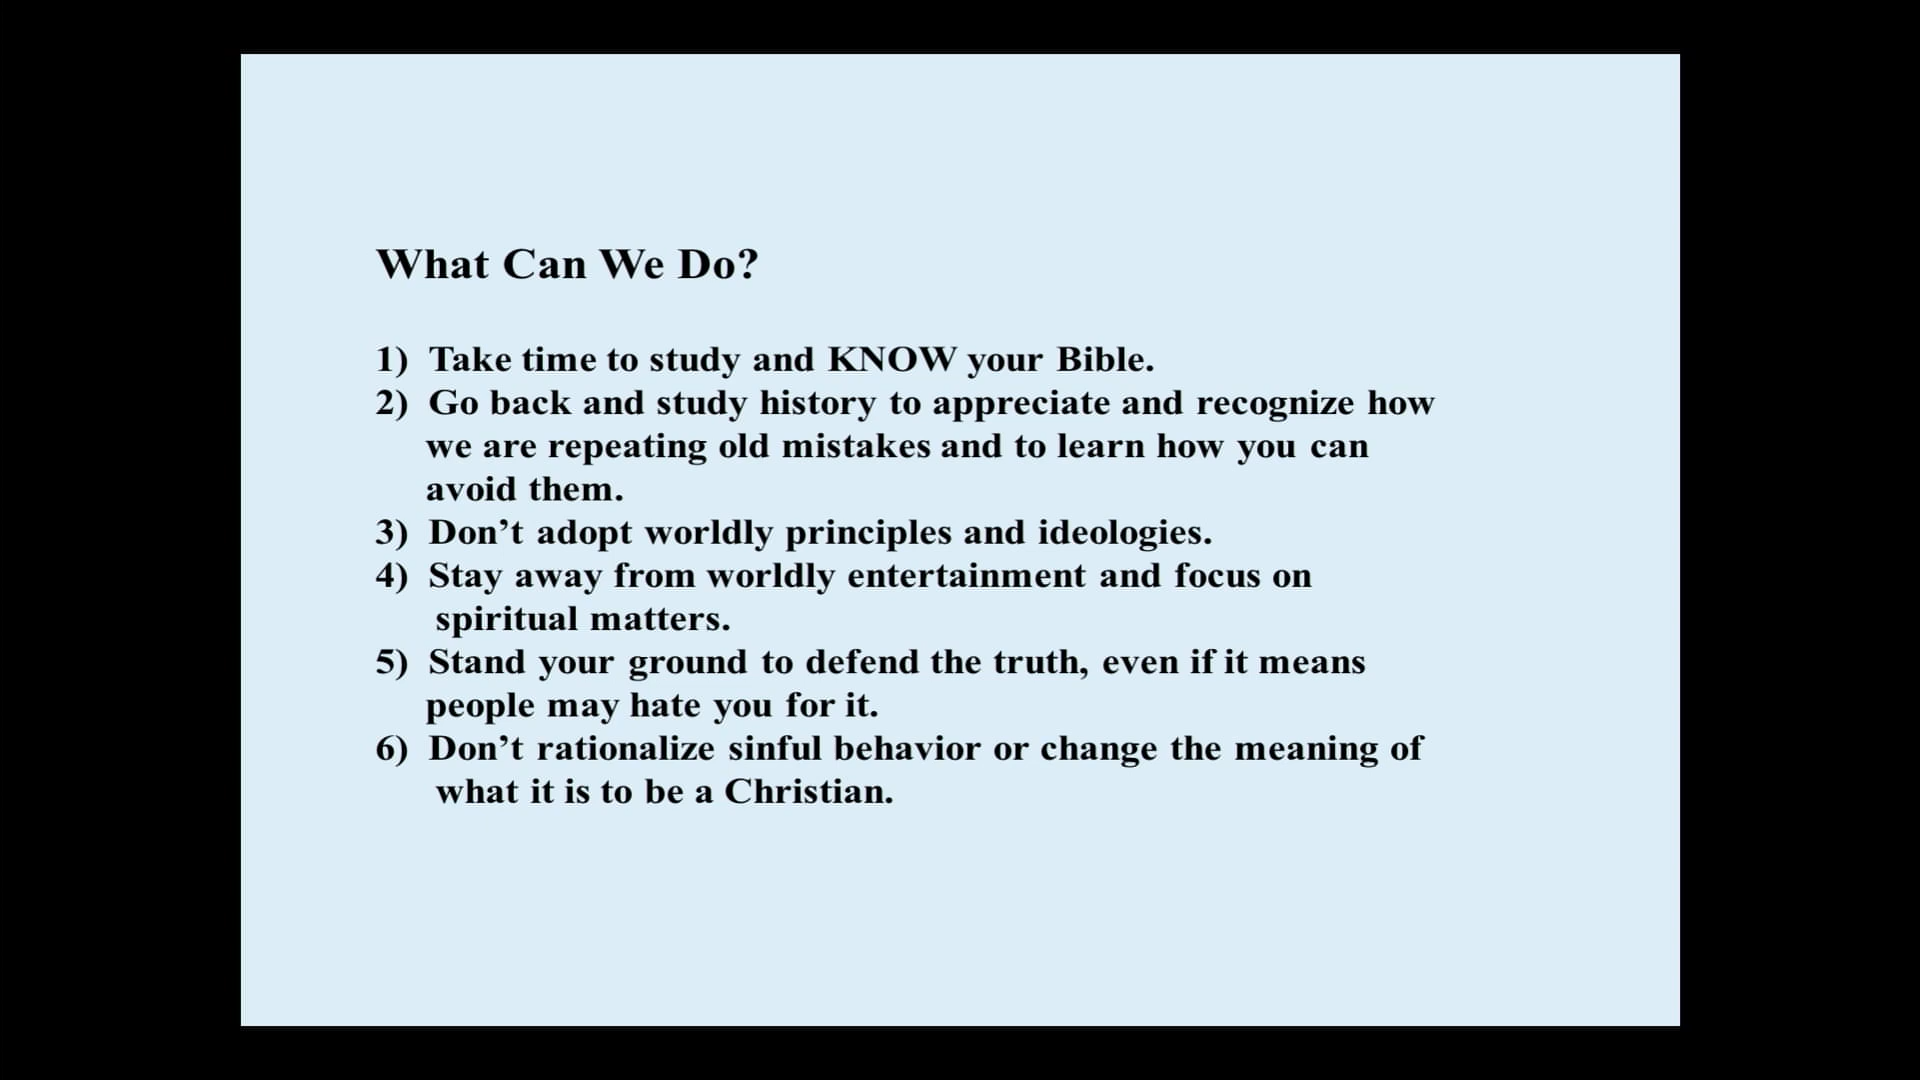 What Can We Do?
1) Take time to study and KNOW your Bible.
2) Go back and study history to appreciate and recognize how
we are repeating old mistakes and to learn how you can
avoid them.
3) Don’t adopt worldly principles and ideologies.
4) Stay away from worldly entertainment and focus on
spiritual matters.
5) Stand your ground to defend the truth, even if it means
people may hate you for it.
6) Don’t rationalize sinful behavior or change the meaning of
what it is to be a Christian.